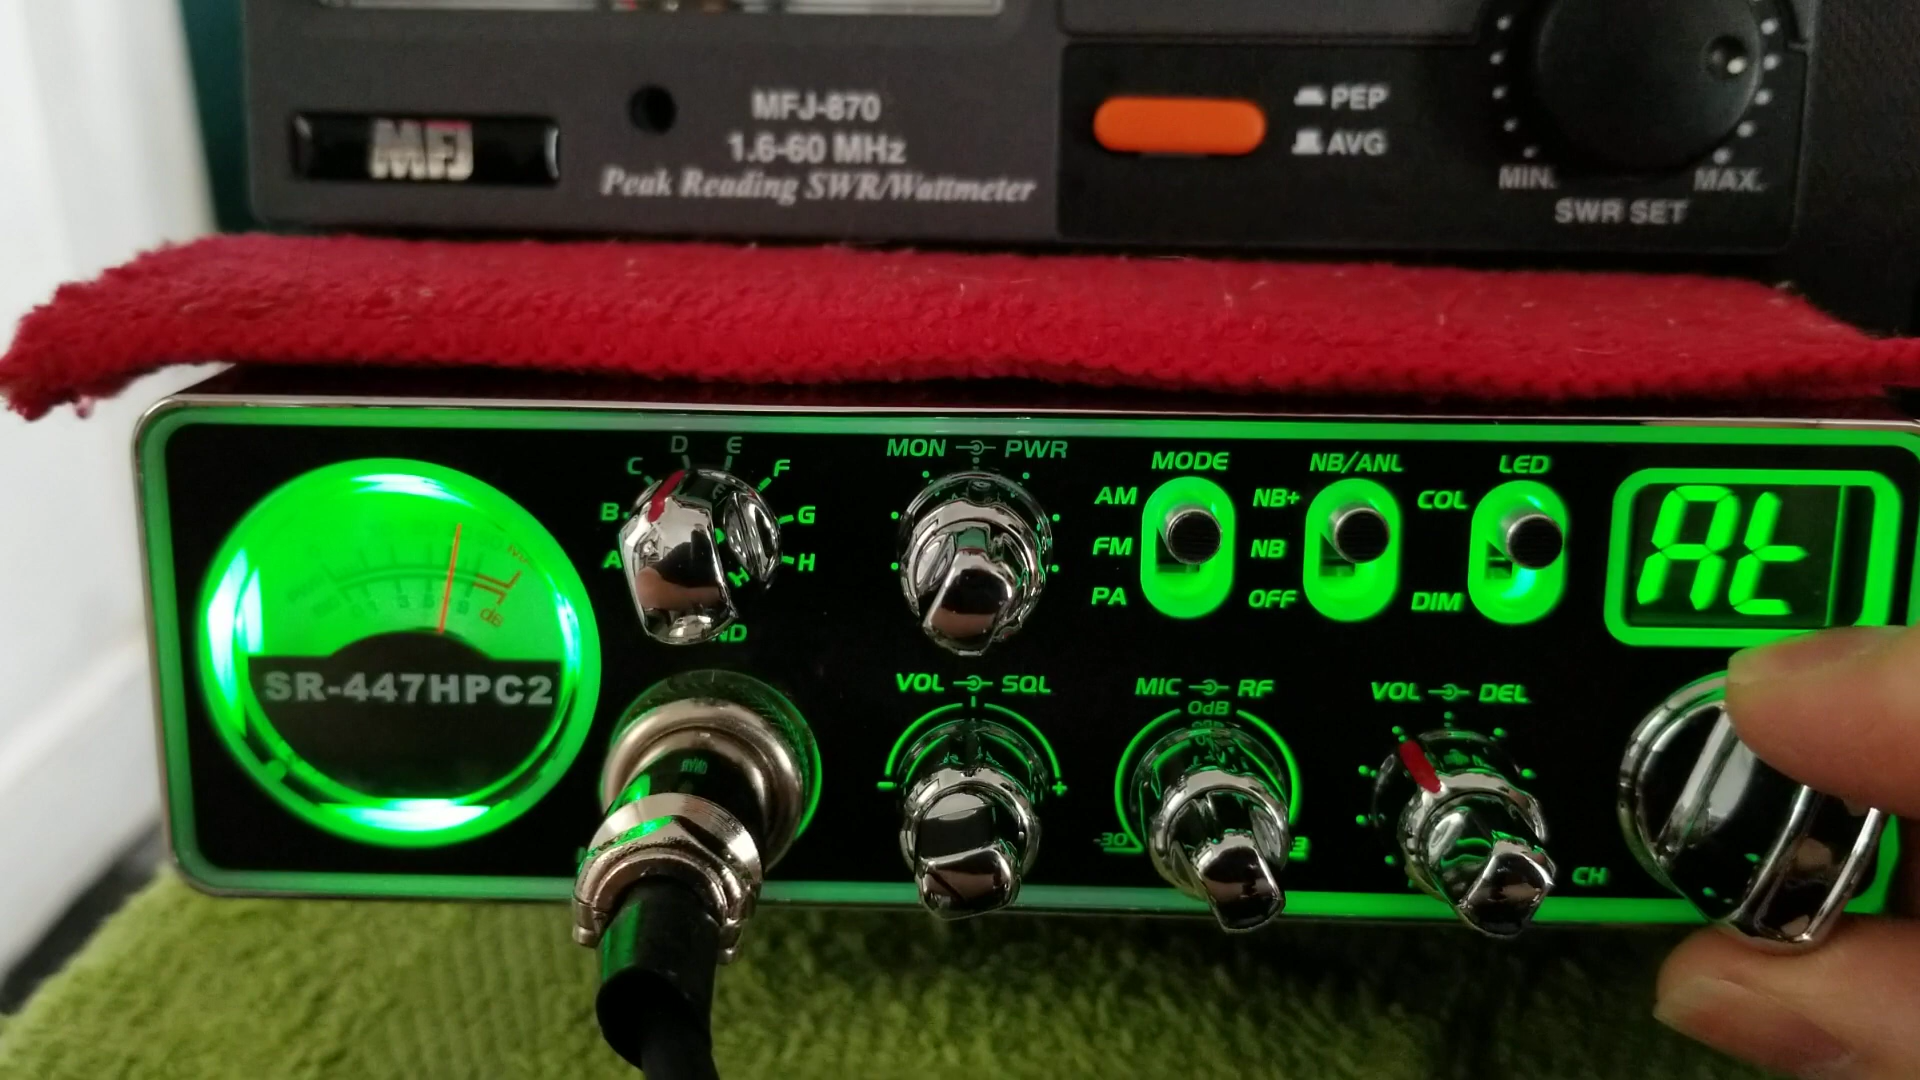 MFJ
MFJ-870
1.6-60 MHz
Peak Reading SWR/Wattmeter
PEP
AVG
MIN.
MAX.
SWR SET
SR-447HPC2
dB
A
B
C
D
E
F
G
H
MON PWR
MODE
AM
FM
PA
NB/ANL
NB+
NB
OFF
LED
COL
DIM
At
VOL SQL
- +
MIC RF
0dB
-30
VOL DEL
CH